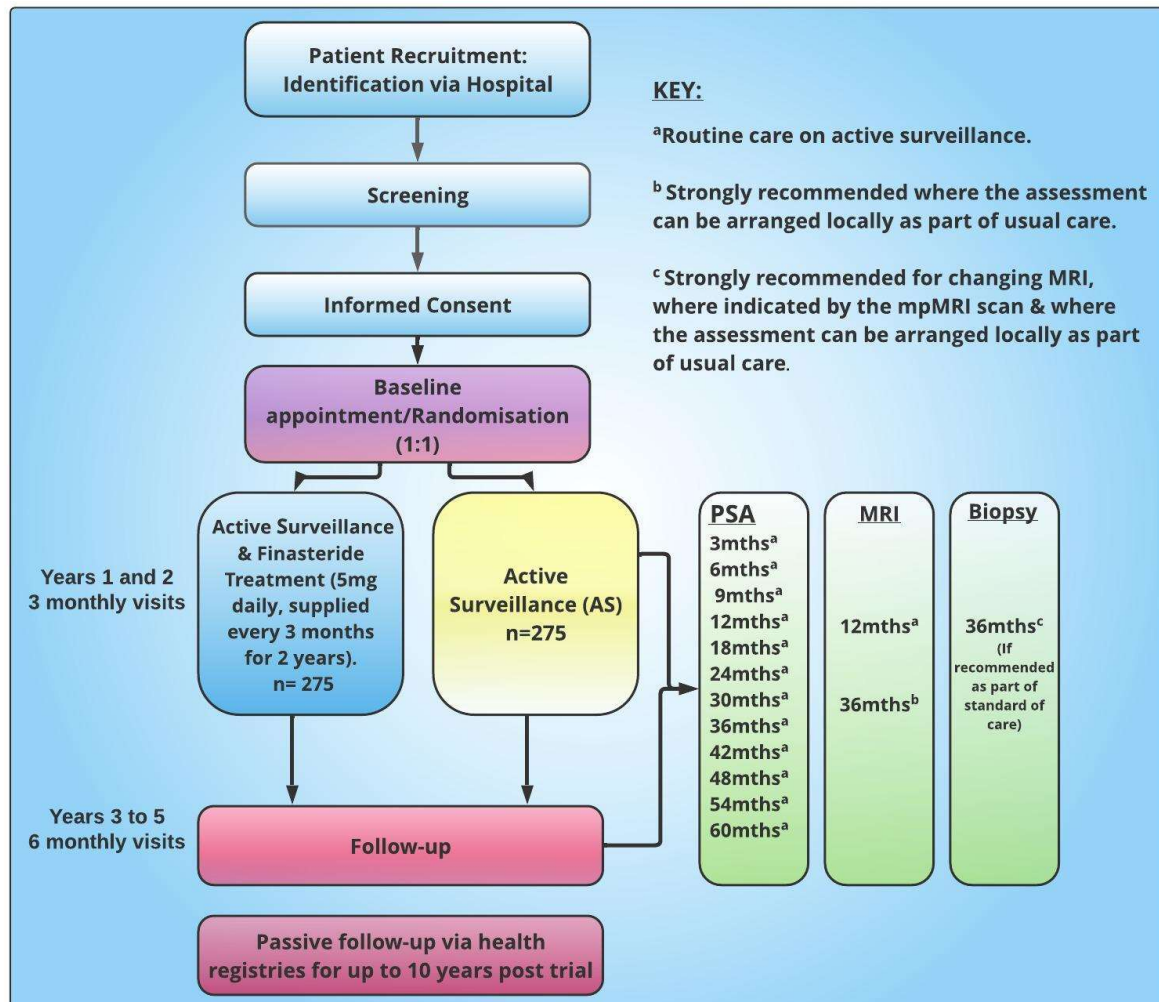 Patient Recruitment:
Identification via Hospital
Screening
Informed Consent
Baseline
appointment/Randomisation
(1:1)
KEY:
ᵃRoutine care on active surveillance.
ᵇ Strongly recommended where the assessment
can be arranged locally as part of usual care.
ᶜ Strongly recommended for changing MRI,
where indicated by the mpMRI scan & where
the assessment can be arranged locally as part
of usual care.
Years 1 and 2
3 monthly visits
Active Surveillance
& Finasteride
Treatment (5mg
daily, supplied
every 3 months
for 2 years).
n= 275
Active
Surveillance (AS)
n=275
PSA
3mthsᵃ
6mthsᵃ
9mthsᵃ
12mthsᵃ
18mthsᵃ
24mthsᵃ
30mthsᵃ
36mthsᵃ
42mthsᵃ
48mthsᵃ
54mthsᵃ
60mthsᵃ
MRI
12mthsᵃ
36mthsᵇ
Biopsy
36mthsᶜ
(If
recommended
as part of
standard of
care)
Years 3 to 5
6 monthly visits
Follow-up
Passive follow-up via health
registries for up to 10 years post trial